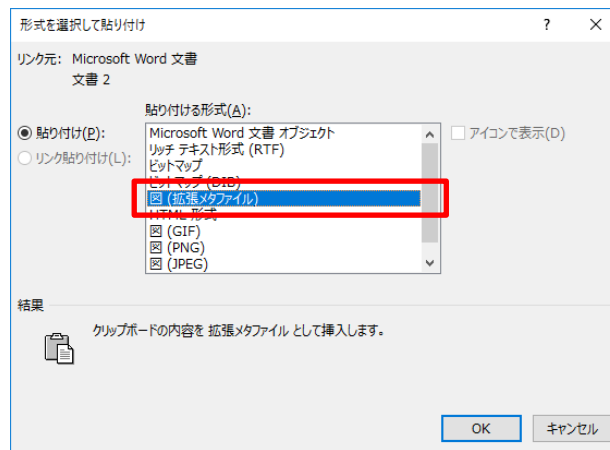 形式を選択して貼り付け
? ×
リンク元: Microsoft Word 文書
文書 2
貼り付ける形式(A):
貼り付け(P):
リンク貼り付け(L):
Microsoft Word 文書 オブジェクト
リッチ テキスト形式 (RTF)
ビットマップ
ビットマップ (DIB)
図 (拡張メタファイル)
HTML 形式
図 (GIF)
図 (PNG)
図 (JPEG)
アイコンで表示(D)
結果
クリップボードの内容を 拡張メタファイル として挿入します。
OK
キャンセル